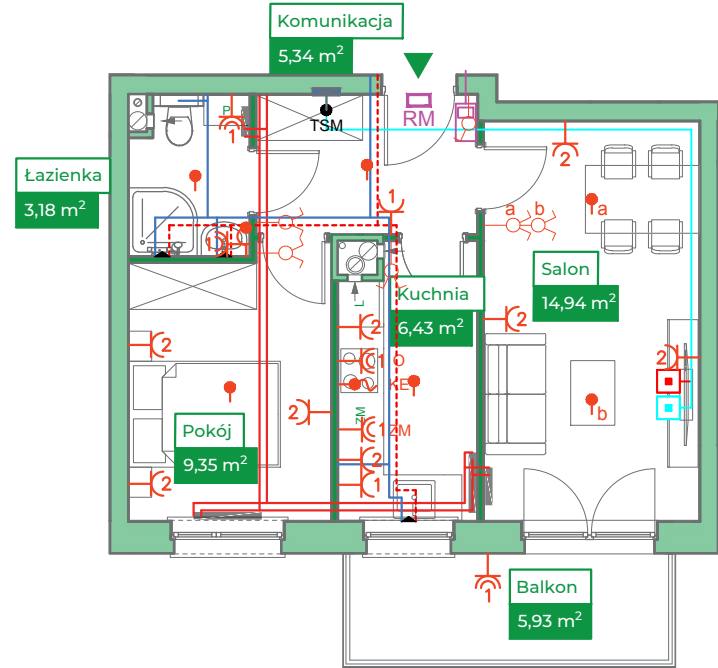 Komunikacja
5,34 m²
RM
TSM
P
1
2
Łazienka
3,18 m²
1
1
a
b
a
Salon
14,94 m²
Kuchnia
6,43 m²
L
2
2
2
1
O
2
KE
b
Pokój
9,35 m²
2
ZM
1
ZM
2
2
1
Balkon
5,93 m²
1